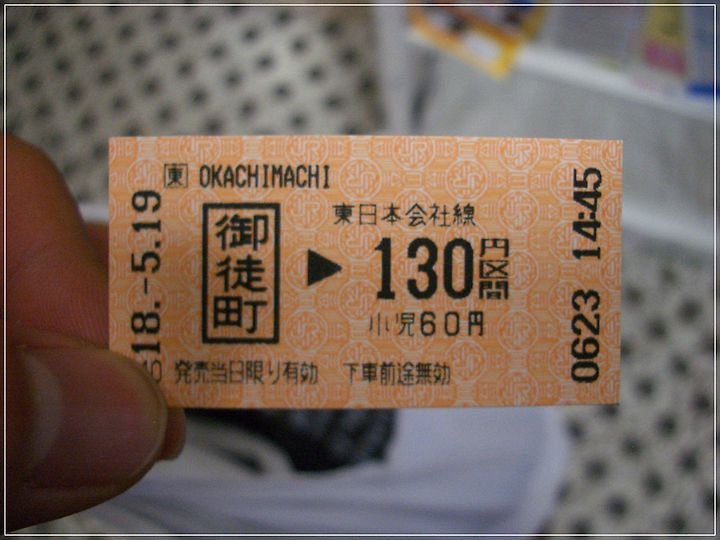 東 OKACHIMACHI
御徒町
東日本会社線
▶ 130円区間
小児60円
発売当日限り有効 下車前途無効
18.-5.19
0623 14:45